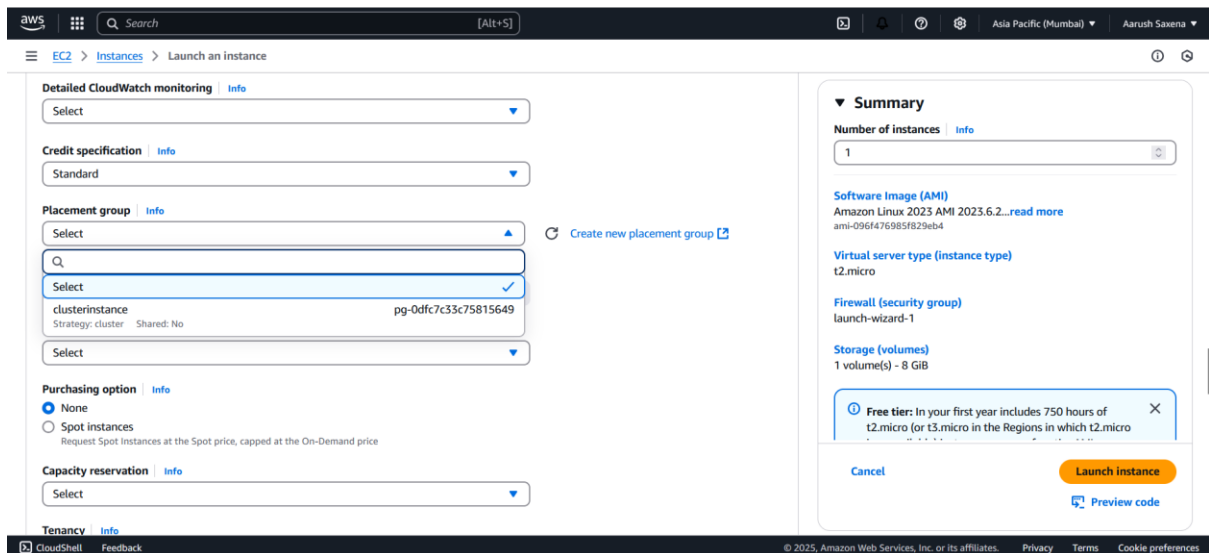 aws Search [Alt+S] Asia Pacific (Mumbai) Aarush Saxena
EC2 > Instances > Launch an instance
Detailed CloudWatch monitoring Info
Select
Credit specification Info
Standard
Placement group Info
Select
Create new placement group
Select
clusterinstance pg-0dfc7c33c75815649
Strategy: cluster Shared: No
Select
Purchasing option Info
None
Spot instances
Request Spot Instances at the Spot price, capped at the On-Demand price
Capacity reservation Info
Select
Tenancy Info
Summary
Number of instances Info
1
Software Image (AMI)
Amazon Linux 2023 AMI 2023.6.2...read more
ami-096f476985f829eb4
Virtual server type (instance type)
t2.micro
Firewall (security group)
launch-wizard-1
Storage (volumes)
1 volume(s) - 8 GiB
Free tier: In your first year includes 750 hours of
t2.micro (or t3.micro in the Regions in which t2.micro
Cancel
Launch instance
Preview code
CloudShell Feedback © 2025, Amazon Web Services, Inc. or its affiliates. Privacy Terms Cookie preferences